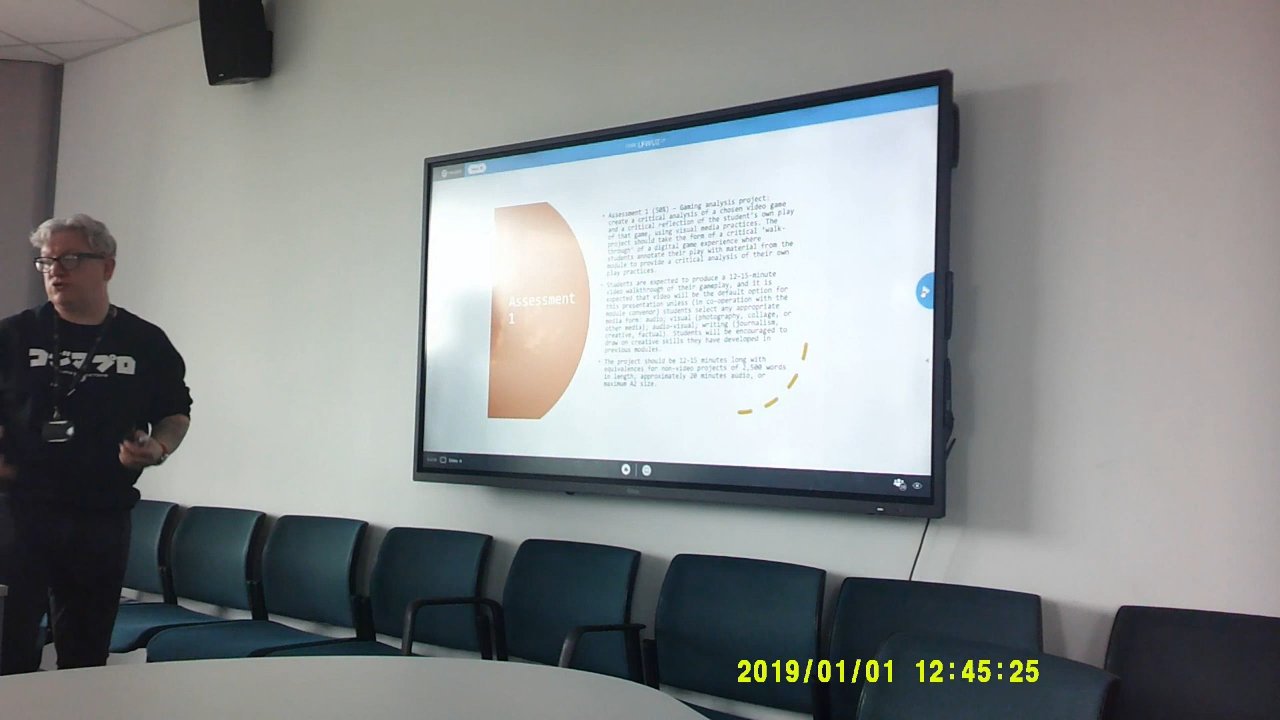 コジマプロ
LFWU2
Assessment
1
• Assessment 1 (50%) – Gaming analysis project:
create a critical analysis of a chosen video game
and a critical reflection of the student's own play
of that game, using visual media practices. The
project should take the form of a critical 'walk-
through' of a digital game experience where
students annotate their play with material from the
module to provide a critical analysis of their own
play practices.
• Students are expected to produce a 12-15-minute
video walkthrough of their gameplay, and it is
expected that video will be the default option for
this presentation unless (in co-operation with the
module convenor) students select any appropriate
media form: audio; visual (photography, collage, or
other media); audio-visual; writing (journalism,
creative, factual). Students will be encouraged to
draw on creative skills they have developed in
previous modules.
• The project should be 12-15 minutes long with
equivalences for non-video projects of 2,500 words
in length, approximately 20 minutes audio, or
maximum A2 size.
2019/01/01 12:45:25